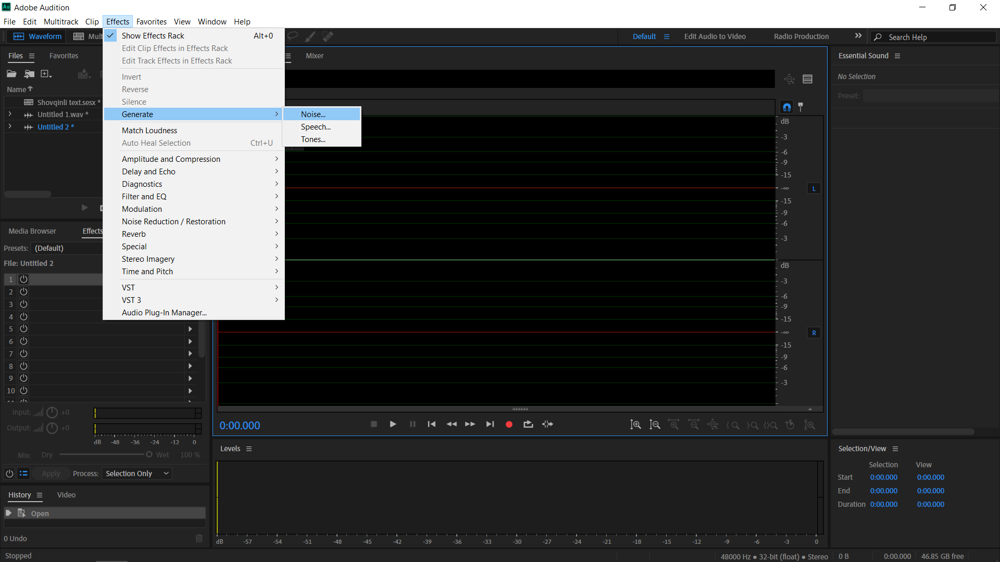 Au Adobe Audition
File Edit Multitrack Clip Effects Favorites View Window Help
Waveform Mult Default Edit Audio to Video Radio Production Search Help
Show Effects Rack Alt+0
Edit Clip Effects in Effects Rack
Edit Track Effects in Effects Rack
Invert
Reverse
Silence
Generate
Match Loudness
Auto Heal Selection Ctrl+U
Amplitude and Compression
Delay and Echo
Diagnostics
Filter and EQ
Modulation
Noise Reduction / Restoration
Reverb
Special
Stereo Imagery
Time and Pitch
VST
VST 3
Audio Plug-In Manager...
Noise...
Speech...
Tones...
Files Favorites
Name
Shovqinli text.sesx *
Untitled 1.wav *
Untitled 2 *
Media Browser Effects
Presets: (Default)
File: Untitled 2
1
2
3
4
5
6
7
8
9
10
11
Input: +0
Output: +0
dB -48 -36 -24 -12 0
Mix: Dry Wet 100 %
Apply Process: Selection Only
History Video
Open
0 Undo
Stopped
Mixer
dB
-3
-6
-9
-15
-∞
L
-15
-9
-6
-3
dB
-3
-6
-9
-15
-∞
R
-15
-9
-6
-3
0:00.000
Levels
dB -57 -54 -51 -48 -45 -42 -39 -36 -33 -30 -27 -24 -21 -18 -15 -12 -9 -6 -3 0
Essential Sound
No Selection
Preset:
Selection/View
Selection View
Start 0:00.000 0:00.000
End 0:00.000 0:00.000
Duration 0:00.000 0:00.000
48000 Hz ● 32-bit (float) ● Stereo 0 B 0:00.000 46.85 GB free